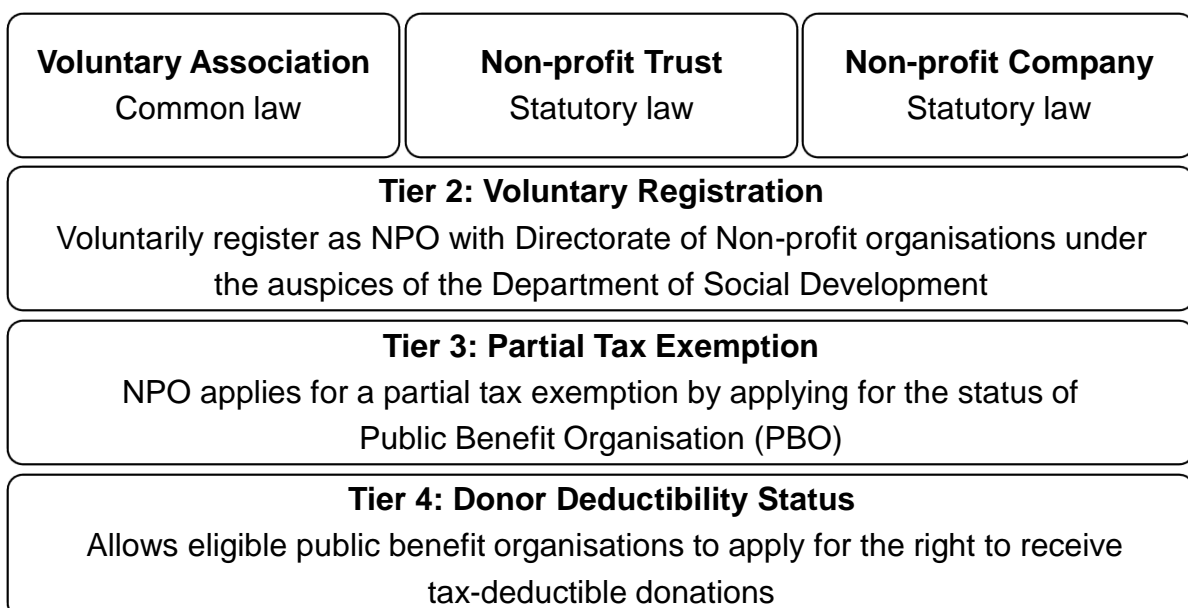 Voluntary Association
Common law
Non-profit Trust
Statutory law
Non-profit Company
Statutory law
Tier 2: Voluntary Registration
Voluntarily register as NPO with Directorate of Non-profit organisations under
the auspices of the Department of Social Development
Tier 3: Partial Tax Exemption
NPO applies for a partial tax exemption by applying for the status of
Public Benefit Organisation (PBO)
Tier 4: Donor Deductibility Status
Allows eligible public benefit organisations to apply for the right to receive
tax-deductible donations